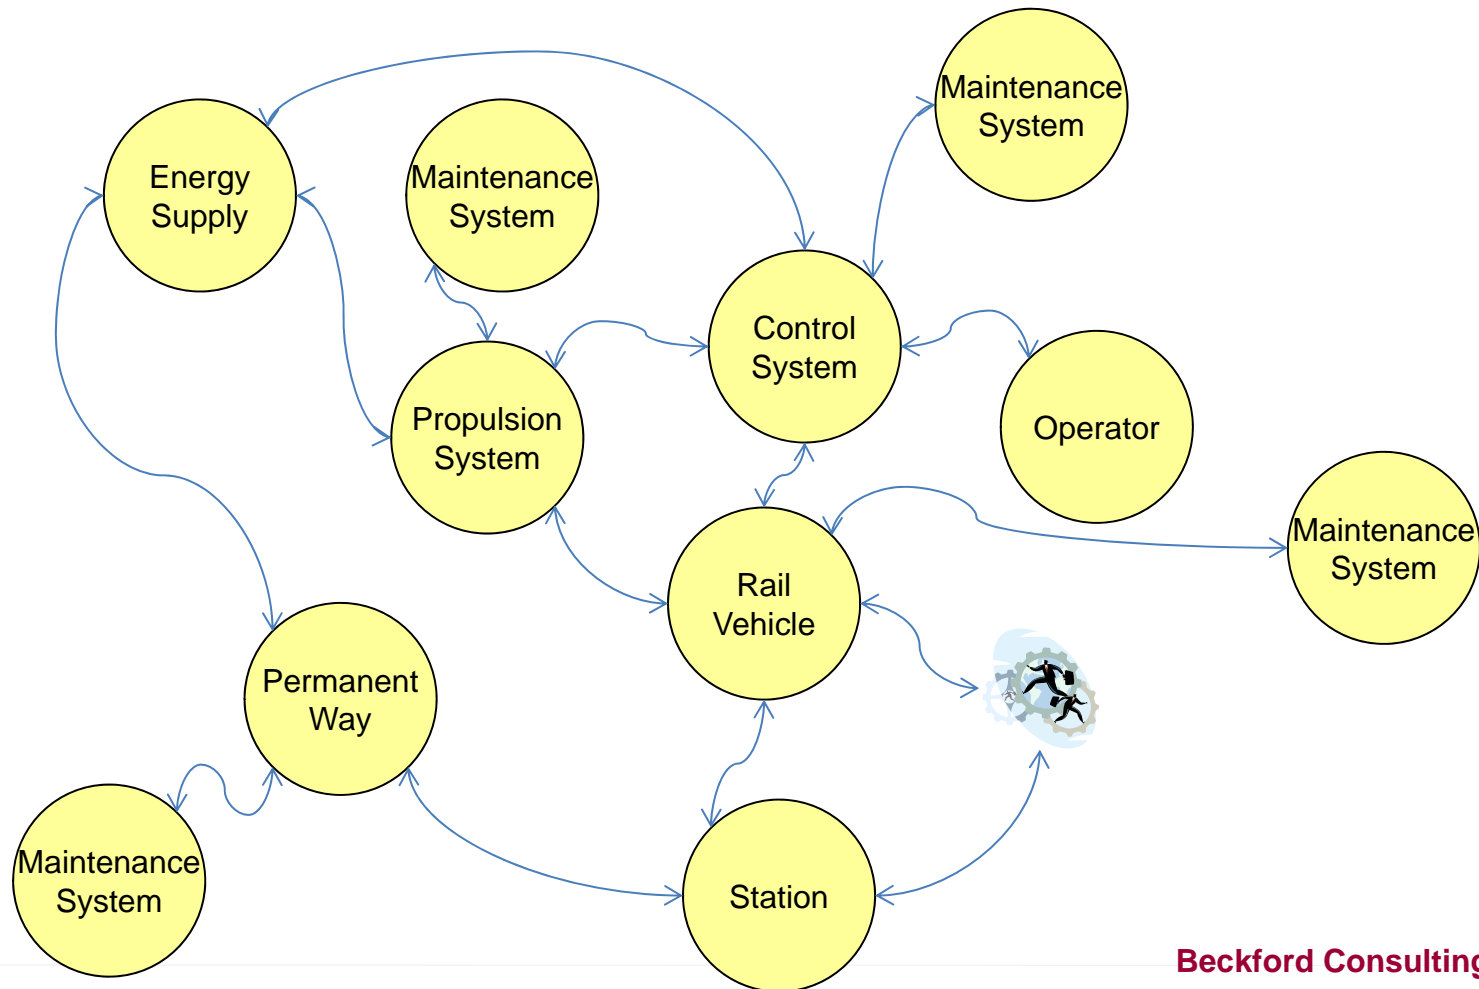 Maintenance
System
Energy
Supply
Maintenance
System
Control
System
Propulsion
System
Operator
Maintenance
System
Rail
Vehicle
Permanent
Way
Maintenance
System
Station
Beckford Consulting